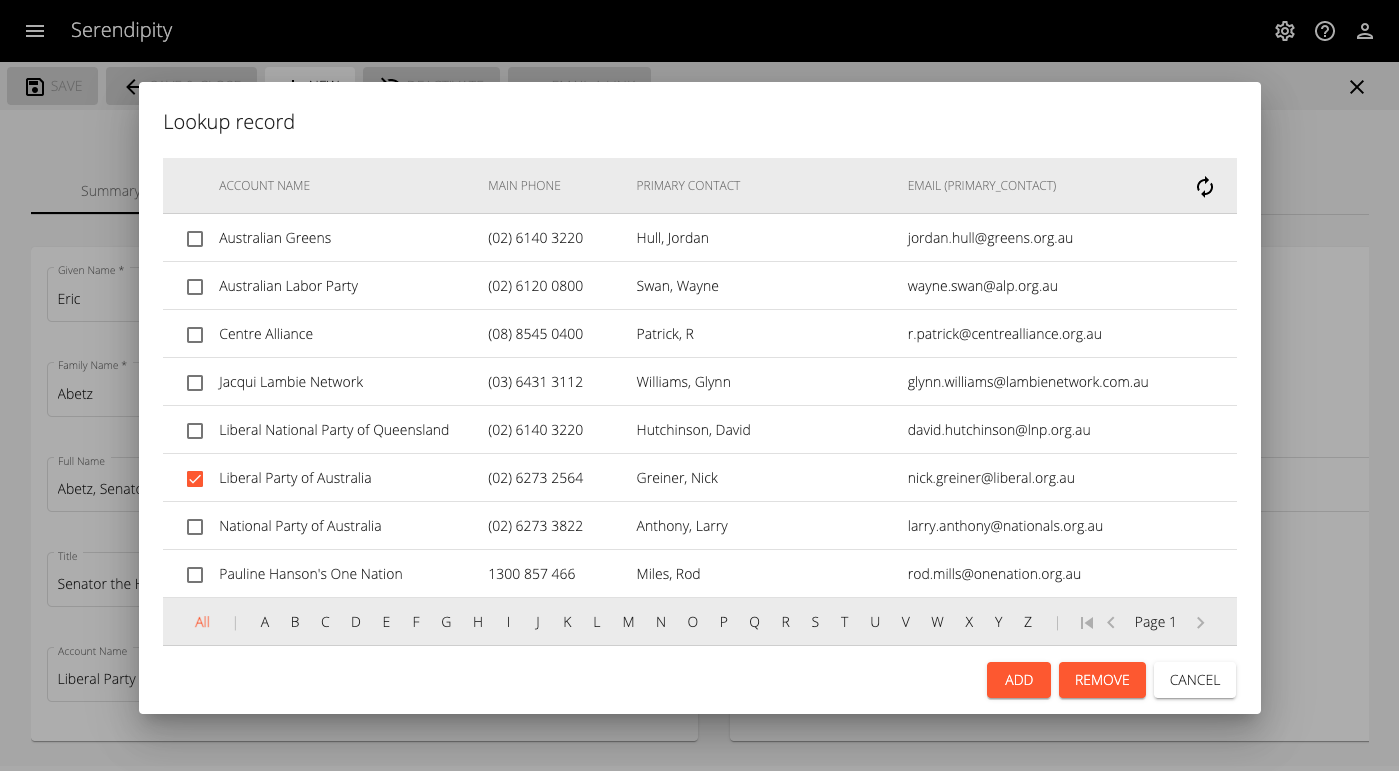 Serendipity
SAVE
NEW
Lookup record
Summary
ACCOUNT NAME MAIN PHONE PRIMARY CONTACT EMAIL (PRIMARY_CONTACT)
Australian Greens (02) 6140 3220 Hull, Jordan jordan.hull@greens.org.au
Given Name *
Eric
Australian Labor Party (02) 6120 0800 Swan, Wayne wayne.swan@alp.org.au
Centre Alliance (08) 8545 0400 Patrick, R r.patrick@centrealliance.org.au
Family Name *
Abetz
Jacqui Lambie Network (03) 6431 3112 Williams, Glynn glynn.williams@lambienetwork.com.au
Liberal National Party of Queensland (02) 6140 3220 Hutchinson, David david.hutchinson@lnp.org.au
Full Name
Abetz, Senato
Liberal Party of Australia (02) 6273 2564 Greiner, Nick nick.greiner@liberal.org.au
National Party of Australia (02) 6273 3822 Anthony, Larry larry.anthony@nationals.org.au
Title
Senator the H
Pauline Hanson's One Nation 1300 857 466 Miles, Rod rod.mills@onenation.org.au
All | A B C D E F G H I J K L M N O P Q R S T U V W X Y Z | Page 1
Account Name
Liberal Party
ADD REMOVE CANCEL